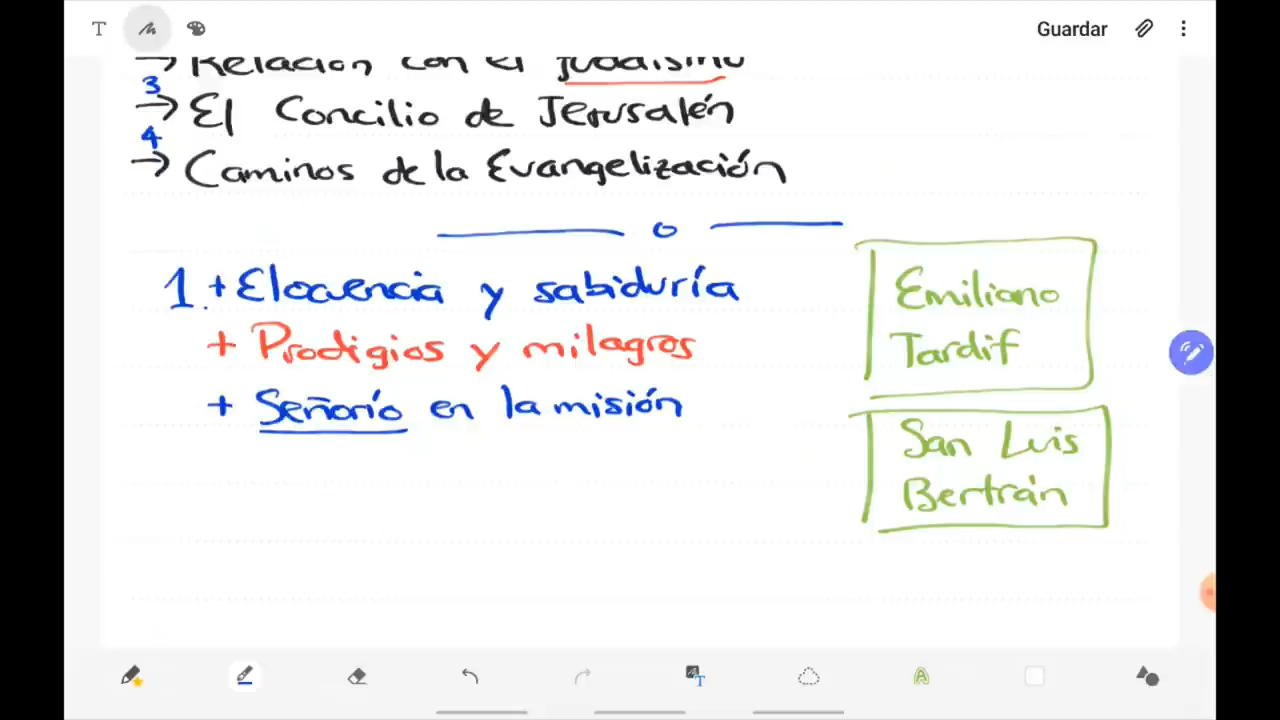 T
Guardar
→ Relación con el judaísmo
3
→ El Concilio de Jerusalén
4
→ Caminos de la Evangelización
1. + Elocuencia y sabiduría
+ Prodigios y milagros
+ Señorío en la misión
Emiliano
Tardif
San Luis
Bertrán